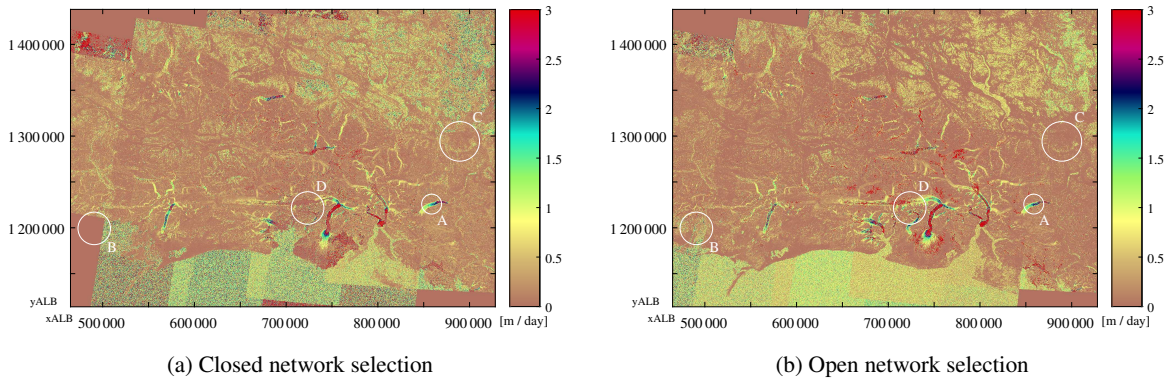 1 400 000
1 300 000
1 200 000
yALB
xALB
500 000
600 000
700 000
800 000
900 000
[m / day]
3
2.5
2
1.5
1
0.5
0
A
B
C
D
(a) Closed network selection
1 400 000
1 300 000
1 200 000
yALB
xALB
500 000
600 000
700 000
800 000
900 000
[m / day]
3
2.5
2
1.5
1
0.5
0
A
B
C
D
(b) Open network selection